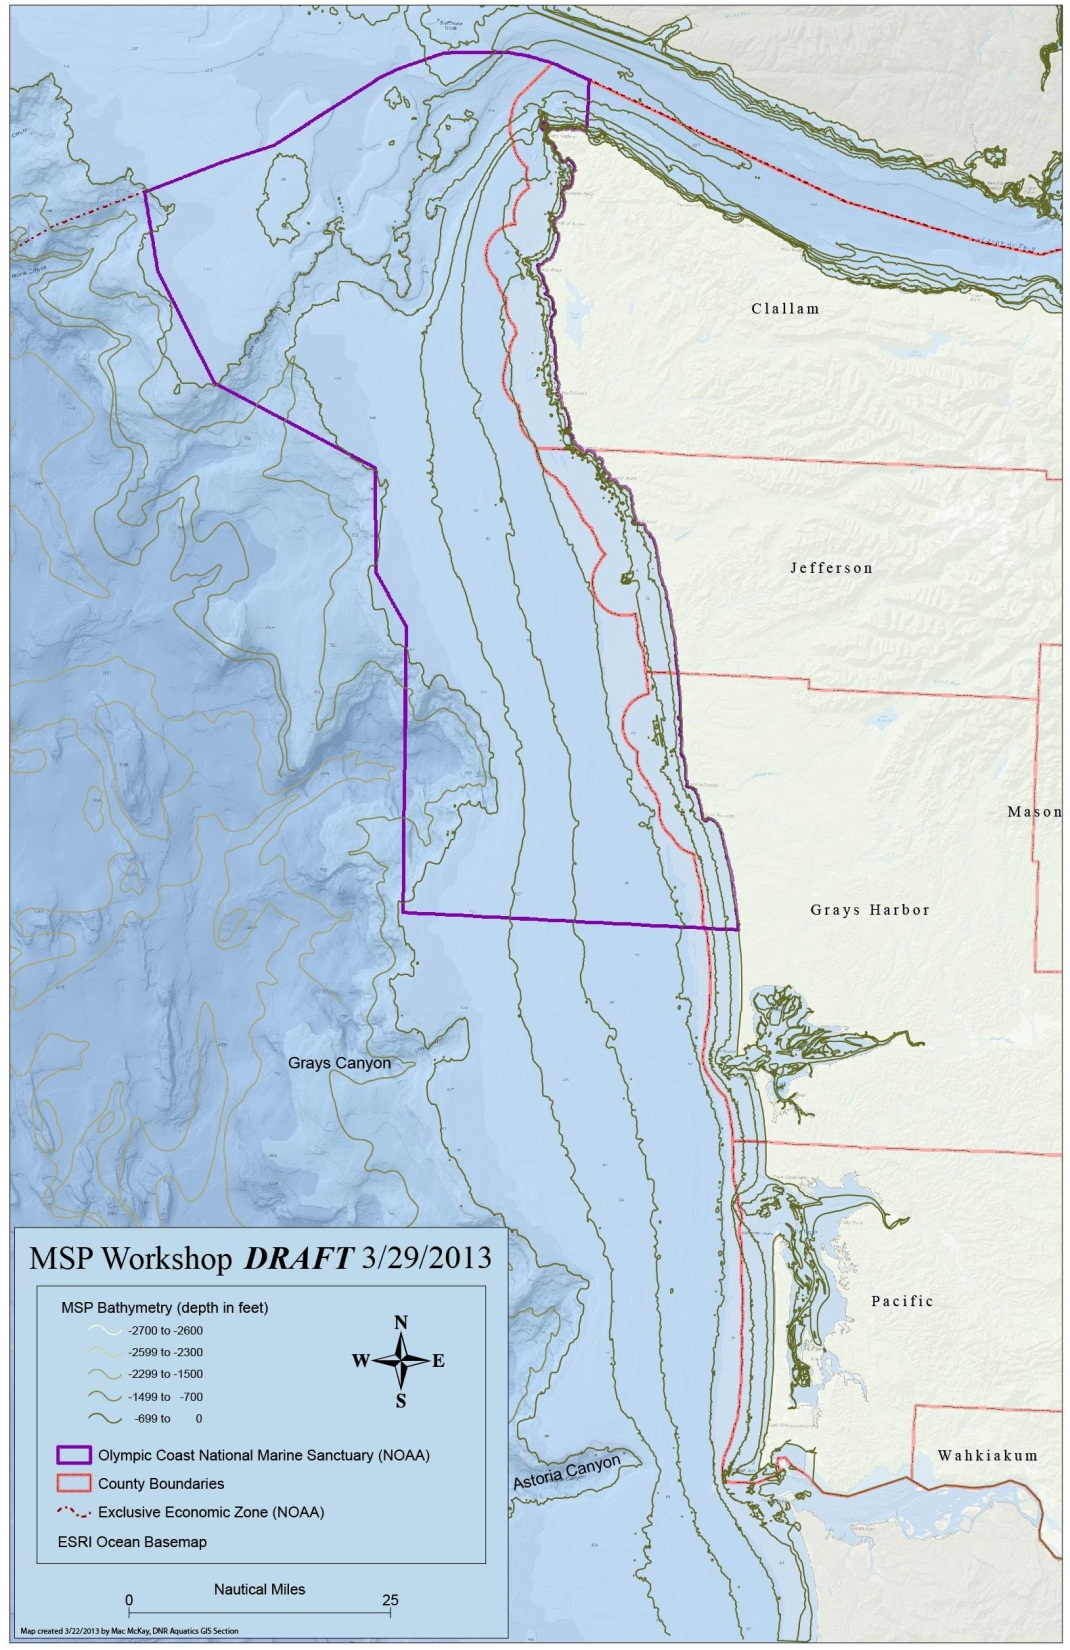 Clallam
Jefferson
Mason
Grays Harbor
Grays Canyon
Pacific
Wahkiakum
Astoria Canyon
MSP Workshop DRAFT 3/29/2013
MSP Bathymetry (depth in feet)
-2700 to -2600
-2599 to -2300
-2299 to -1500
-1499 to -700
-699 to 0
N
W E
S
Olympic Coast National Marine Sanctuary (NOAA)
County Boundaries
Exclusive Economic Zone (NOAA)
ESRI Ocean Basemap
Nautical Miles
0 25
Map created 3/22/2013 by Mac McKay, DNR Aquatics GIS Section